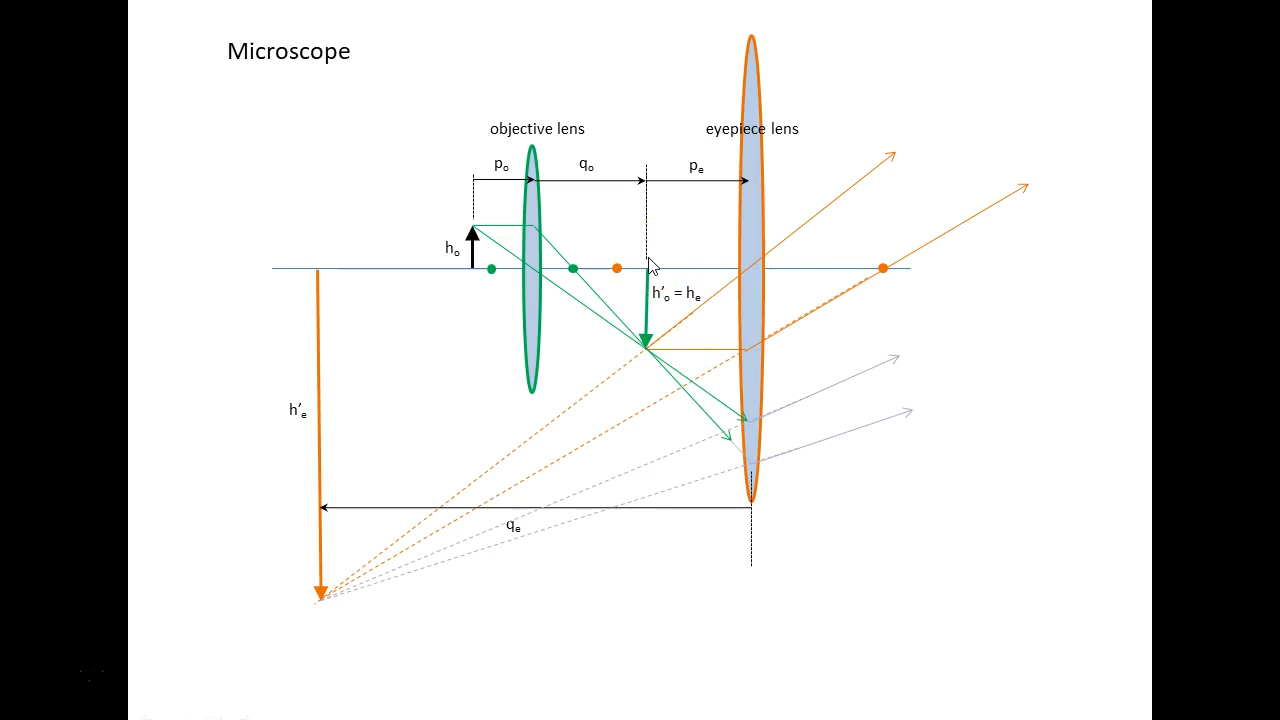 Microscope
objective lens
eyepiece lens
pₒ
qₒ
pₑ
hₒ
h’ₒ = hₑ
h’ₑ
qₑ